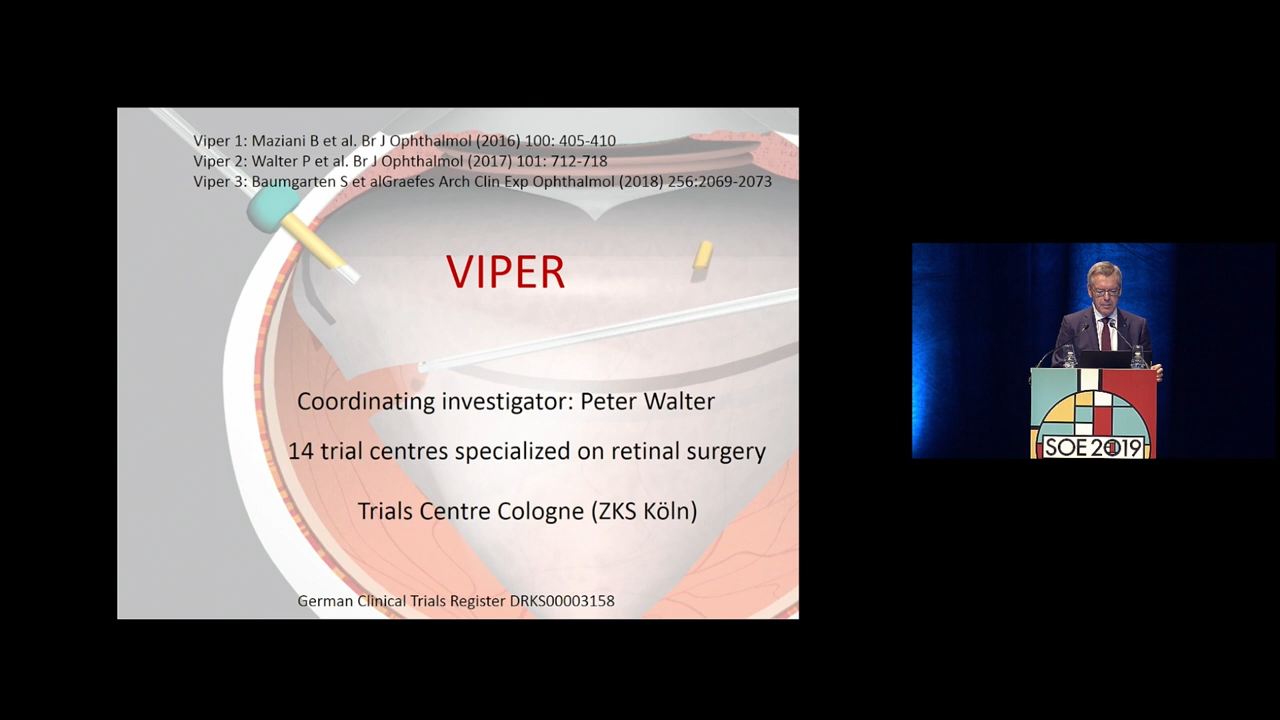 Viper 1: Maziani B et al. Br J Ophthalmol (2016) 100: 405-410
Viper 2: Walter P et al. Br J Ophthalmol (2017) 101: 712-718
Viper 3: Baumgarten S et alGraefes Arch Clin Exp Ophthalmol (2018) 256:2069-2073
VIPER
Coordinating investigator: Peter Walter
14 trial centres specialized on retinal surgery
Trials Centre Cologne (ZKS Köln)
German Clinical Trials Register DRKS00003158
SOE 2019